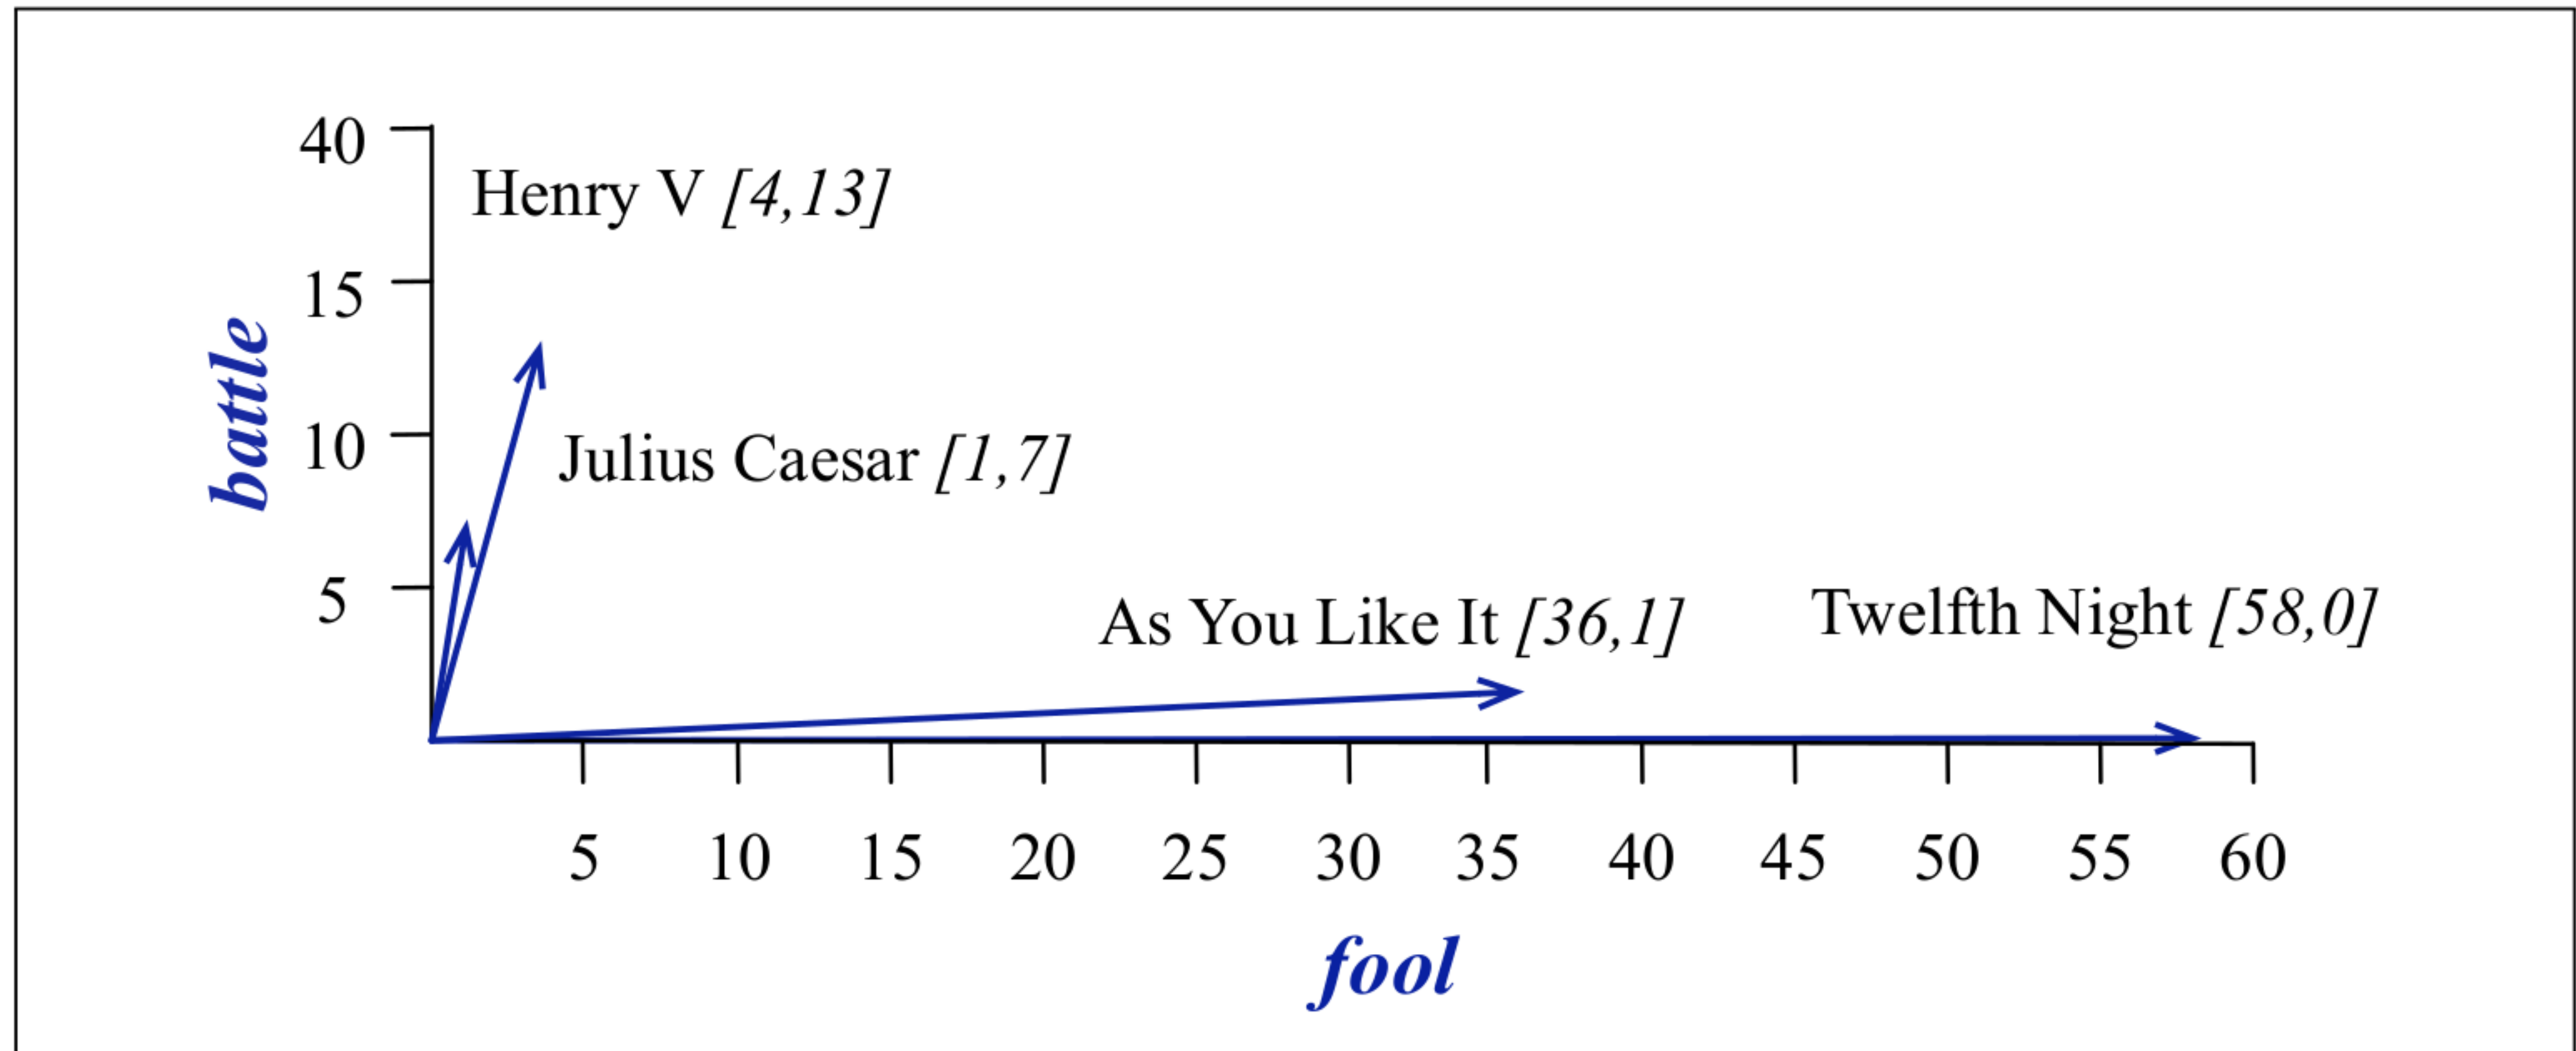 40
Henry V [4,13]
15
battle
10
Julius Caesar [1,7]
5
As You Like It [36,1]
Twelfth Night [58,0]
5 10 15 20 25 30 35 40 45 50 55 60
fool